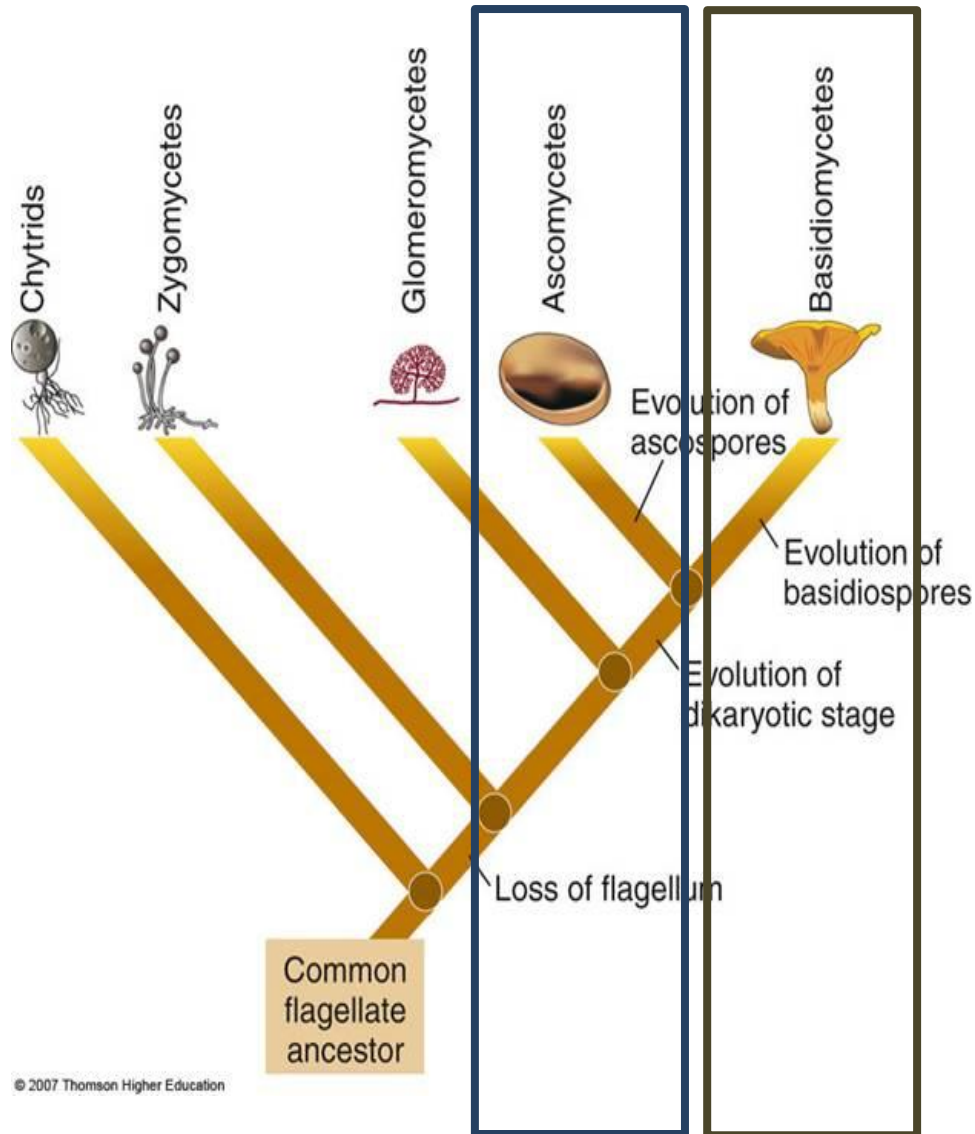 Chytrids
Zygomycetes
Glomeromycetes
Ascomycetes
Basidiomycetes
Evolution of
ascospores
Evolution of
basidiospores
Evolution of
dikaryotic stage
Loss of flagellum
Common
flagellate
ancestor
© 2007 Thomson Higher Education